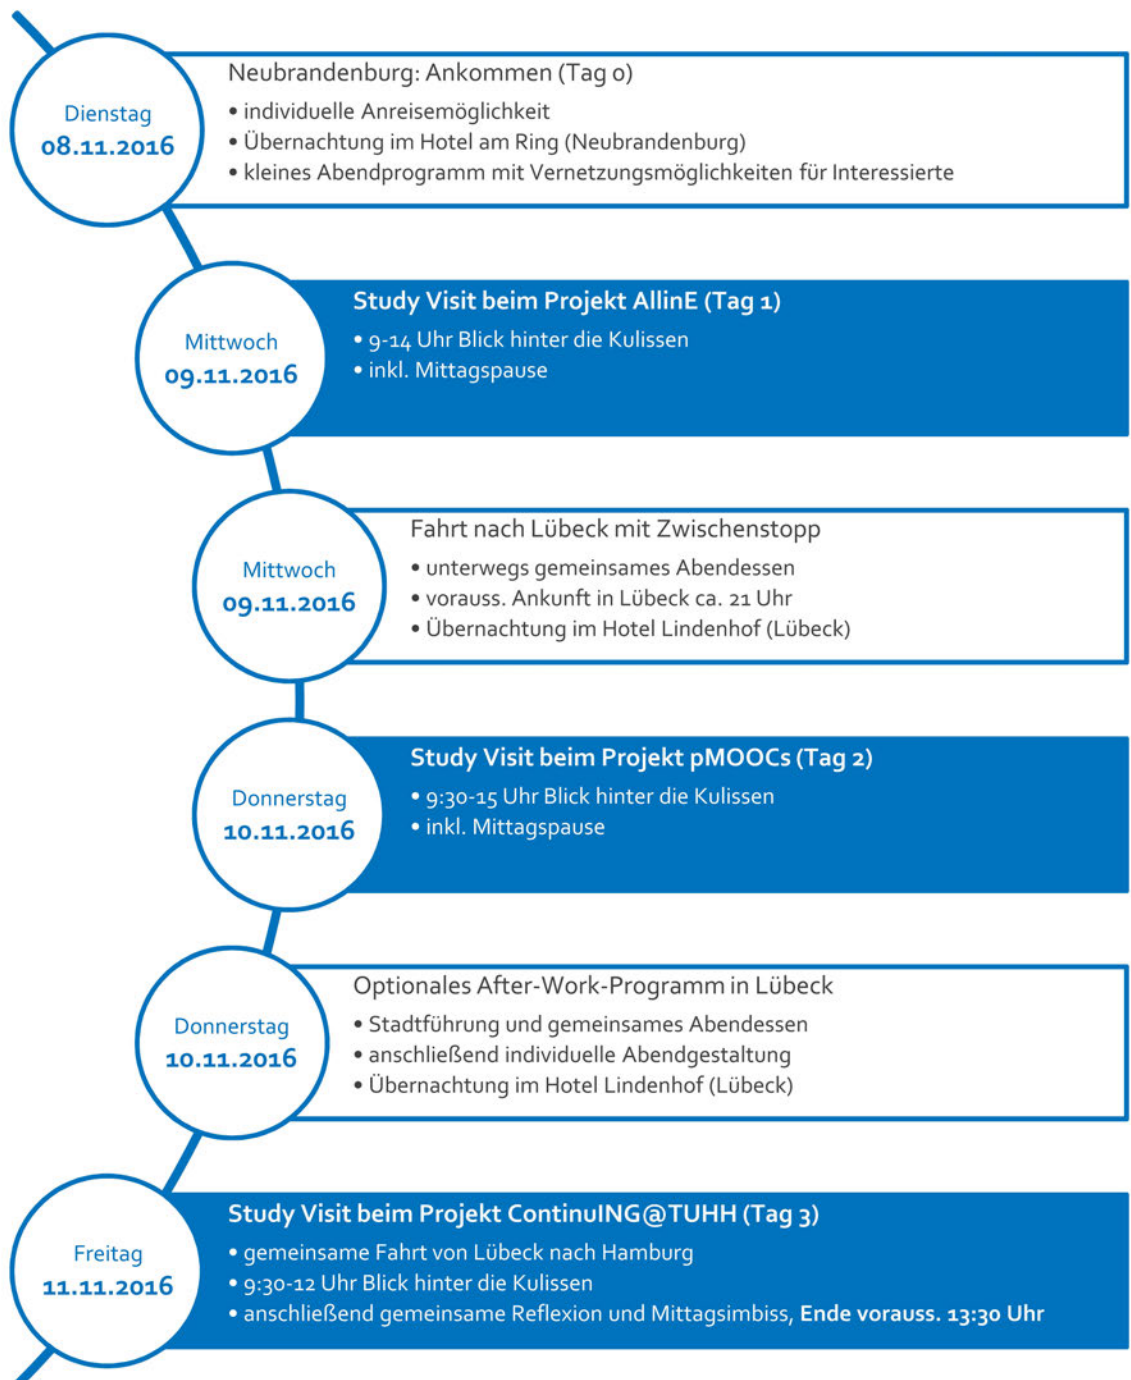 Dienstag
08.11.2016
Neubrandenburg: Ankommen (Tag 0)
• individuelle Anreisemöglichkeit
• Übernachtung im Hotel am Ring (Neubrandenburg)
• kleines Abendprogramm mit Vernetzungsmöglichkeiten für Interessierte
Mittwoch
09.11.2016
Study Visit beim Projekt AllinE (Tag 1)
• 9-14 Uhr Blick hinter die Kulissen
• inkl. Mittagspause
Mittwoch
09.11.2016
Fahrt nach Lübeck mit Zwischenstopp
• unterwegs gemeinsames Abendessen
• vorauss. Ankunft in Lübeck ca. 21 Uhr
• Übernachtung im Hotel Lindenhof (Lübeck)
Donnerstag
10.11.2016
Study Visit beim Projekt pMOOCs (Tag 2)
• 9:30-15 Uhr Blick hinter die Kulissen
• inkl. Mittagspause
Donnerstag
10.11.2016
Optionales After-Work-Programm in Lübeck
• Stadtführung und gemeinsames Abendessen
• anschließend individuelle Abendgestaltung
• Übernachtung im Hotel Lindenhof (Lübeck)
Freitag
11.11.2016
Study Visit beim Projekt ContinuING@TUHH (Tag 3)
• gemeinsame Fahrt von Lübeck nach Hamburg
• 9:30-12 Uhr Blick hinter die Kulissen
• anschließend gemeinsame Reflexion und Mittagsimbiss, Ende vorauss. 13:30 Uhr